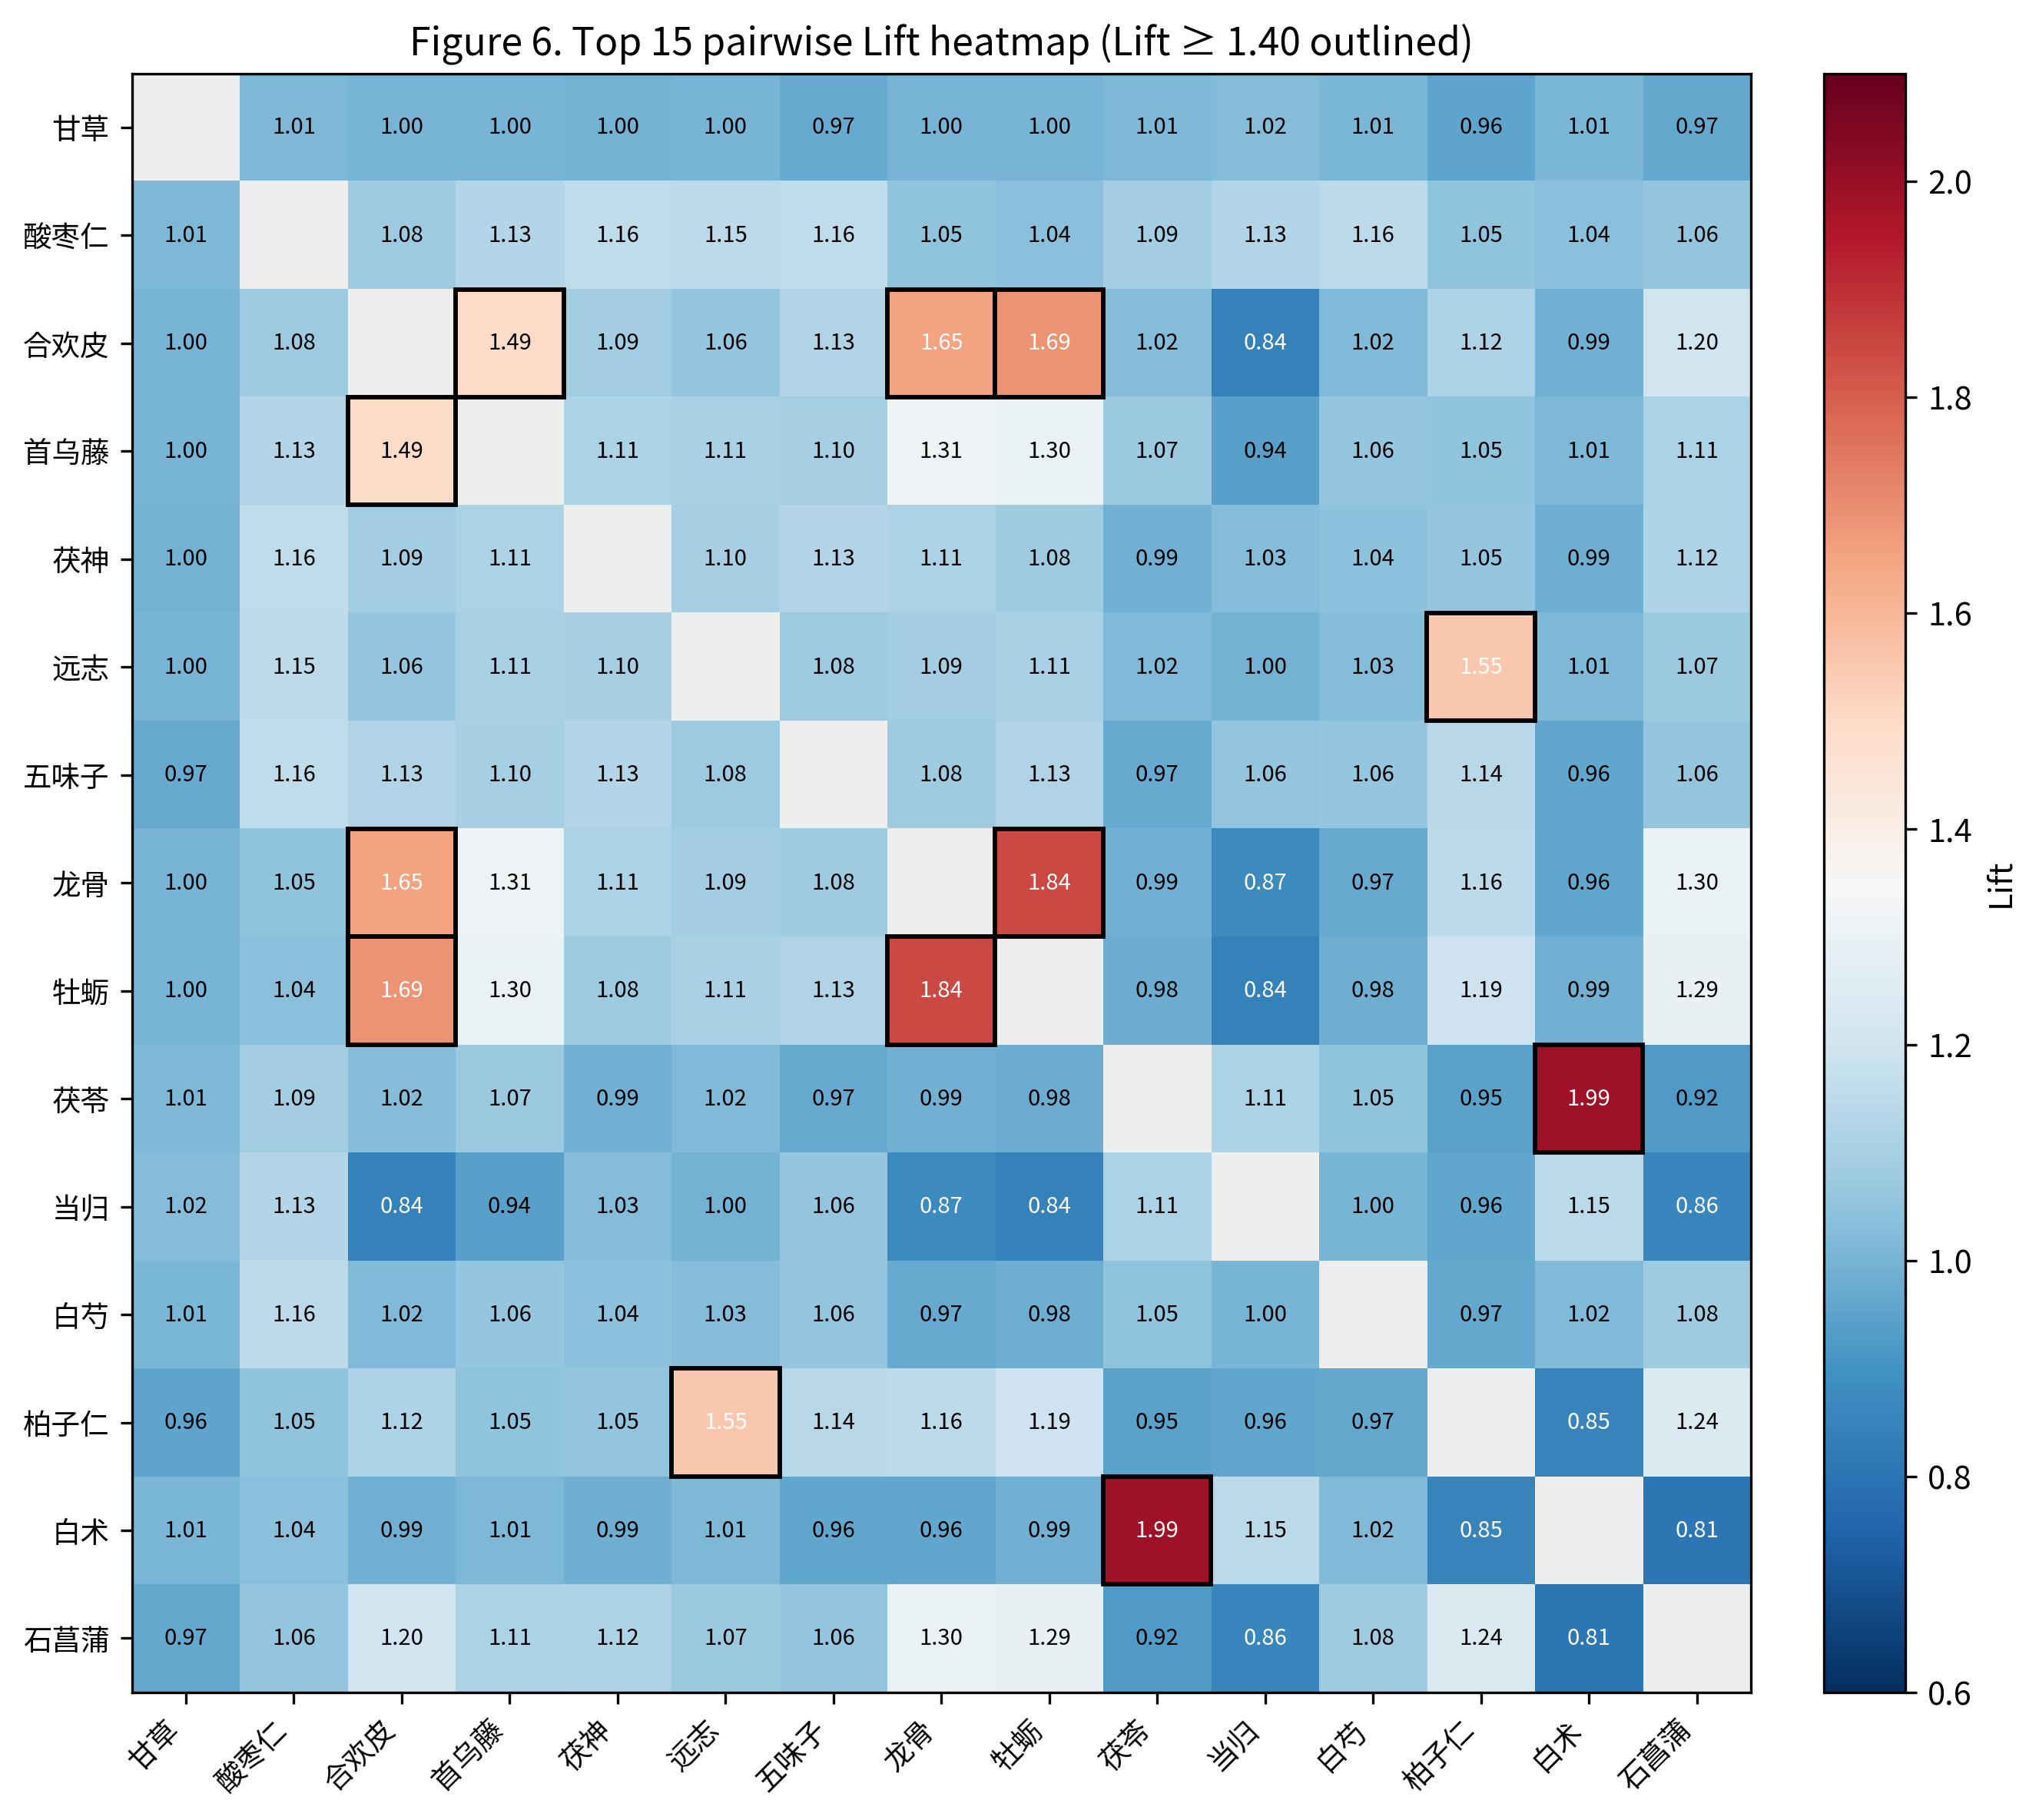 Figure 6. Top 15 pairwise Lift heatmap (Lift ≥ 1.40 outlined)
甘草 1.01 1.00 1.00 1.00 1.00 0.97 1.00 1.00 1.01 1.02 1.01 0.96 1.01 0.97
酸枣仁 1.01 1.08 1.13 1.16 1.15 1.16 1.05 1.04 1.09 1.13 1.16 1.05 1.04 1.06
合欢皮 1.00 1.08 1.49 1.09 1.06 1.13 1.65 1.69 1.02 0.84 1.02 1.12 0.99 1.20
首乌藤 1.00 1.13 1.49 1.11 1.11 1.10 1.31 1.30 1.07 0.94 1.06 1.05 1.01 1.11
茯神 1.00 1.16 1.09 1.11 1.10 1.13 1.11 1.08 0.99 1.03 1.04 1.05 0.99 1.12
远志 1.00 1.15 1.06 1.11 1.10 1.08 1.09 1.11 1.02 1.00 1.03 1.55 1.01 1.07
五味子 0.97 1.16 1.13 1.10 1.13 1.08 1.08 1.13 0.97 1.06 1.06 1.14 0.96 1.06
龙骨 1.00 1.05 1.65 1.31 1.11 1.09 1.08 1.84 0.99 0.87 0.97 1.16 0.96 1.30
牡蛎 1.00 1.04 1.69 1.30 1.08 1.11 1.13 1.84 0.98 0.84 0.98 1.19 0.99 1.29
茯苓 1.01 1.09 1.02 1.07 0.99 1.02 0.97 0.99 0.98 1.11 1.05 0.95 1.99 0.92
当归 1.02 1.13 0.84 0.94 1.03 1.00 1.06 0.87 0.84 1.11 1.00 0.96 1.15 0.86
白芍 1.01 1.16 1.02 1.06 1.04 1.03 1.06 0.97 0.98 1.05 1.00 0.97 1.02 1.08
柏子仁 0.96 1.05 1.12 1.05 1.05 1.55 1.14 1.16 1.19 0.95 0.96 0.97 0.85 1.24
白术 1.01 1.04 0.99 1.01 0.99 1.01 0.96 0.96 0.99 1.99 1.15 1.02 0.85 0.81
石菖蒲 0.97 1.06 1.20 1.11 1.12 1.07 1.06 1.30 1.29 0.92 0.86 1.08 1.24 0.81
甘草 酸枣仁 合欢皮 首乌藤 茯神 远志 五味子 龙骨 牡蛎 茯苓 当归 白芍 柏子仁 白术 石菖蒲
2.0
1.8
1.6
1.4
1.2
1.0
0.8
0.6
Lift